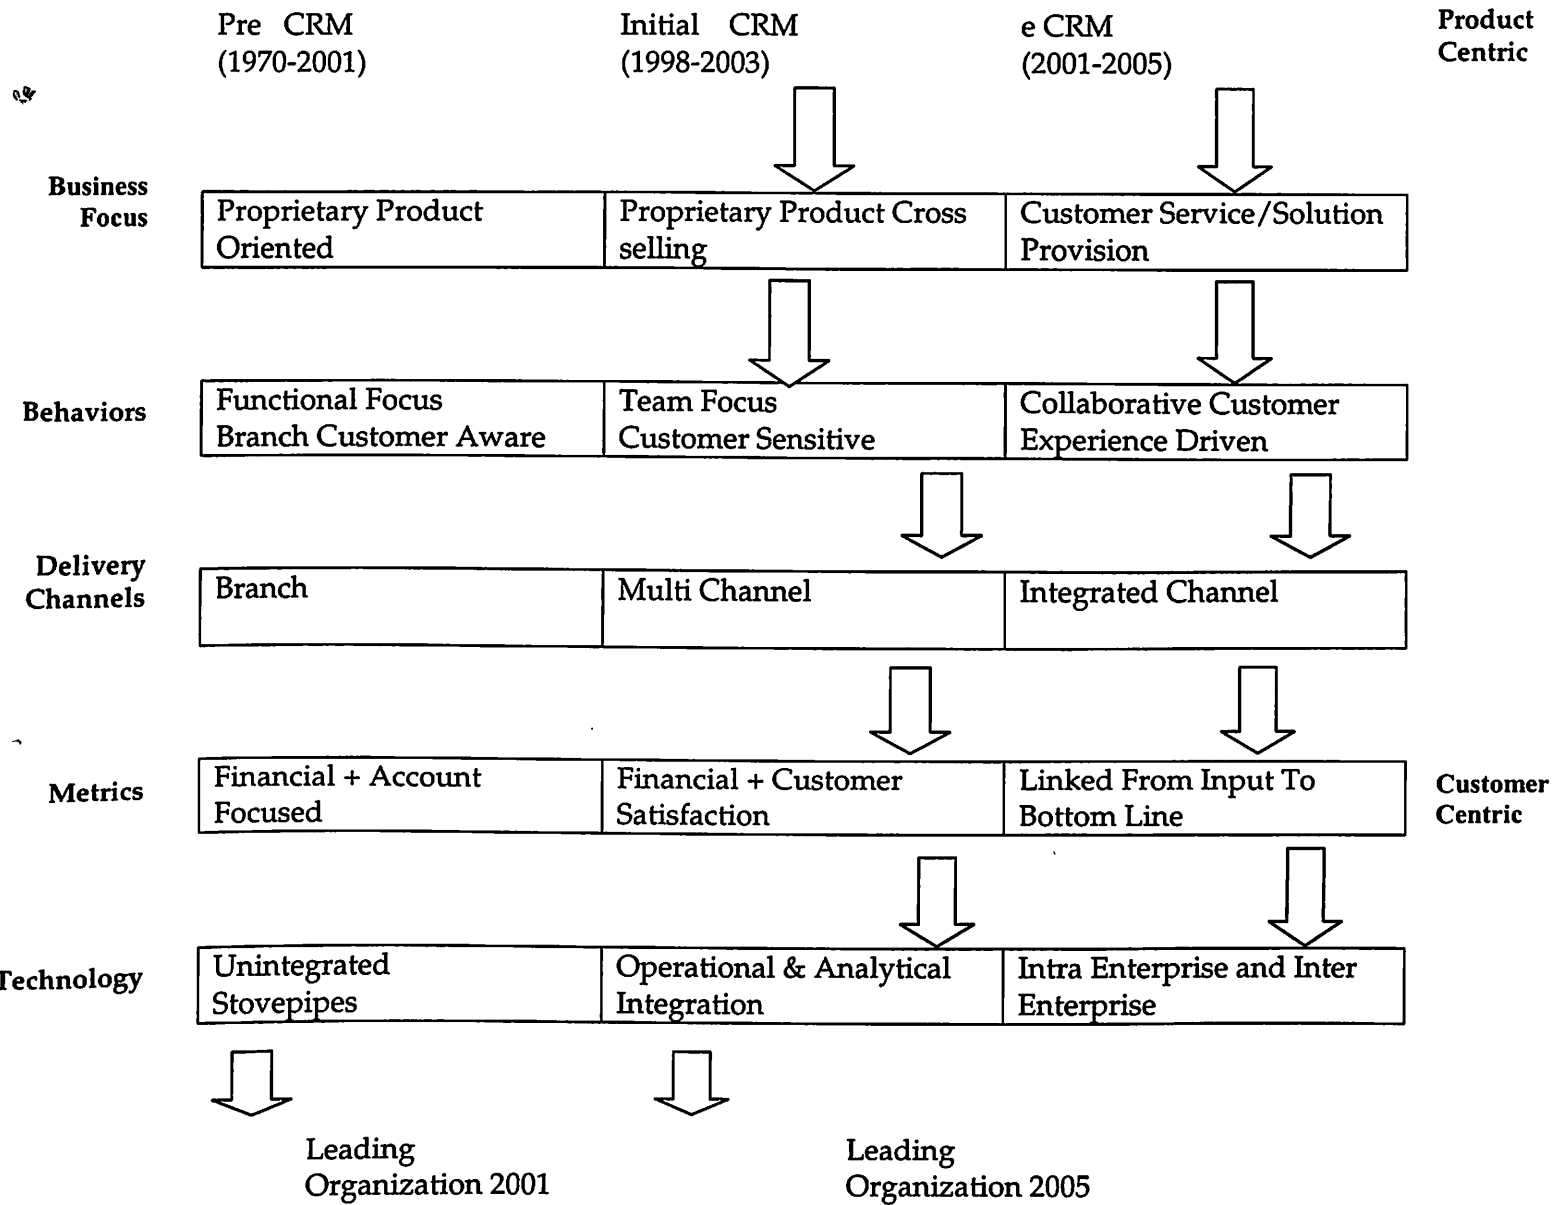 Pre CRM
(1970-2001)
Initial CRM
(1998-2003)
e CRM
(2001-2005)
Product
Centric
Business
Focus
Proprietary Product
Oriented
Proprietary Product Cross
selling
Customer Service/Solution
Provision
Behaviors
Functional Focus
Branch Customer Aware
Team Focus
Customer Sensitive
Collaborative Customer
Experience Driven
Delivery
Channels
Branch
Multi Channel
Integrated Channel
Metrics
Financial + Account
Focused
Financial + Customer
Satisfaction
Linked From Input To
Bottom Line
Customer
Centric
Technology
Unintegrated
Stovepipes
Operational & Analytical
Integration
Intra Enterprise and Inter
Enterprise
Leading
Organization 2001
Leading
Organization 2005